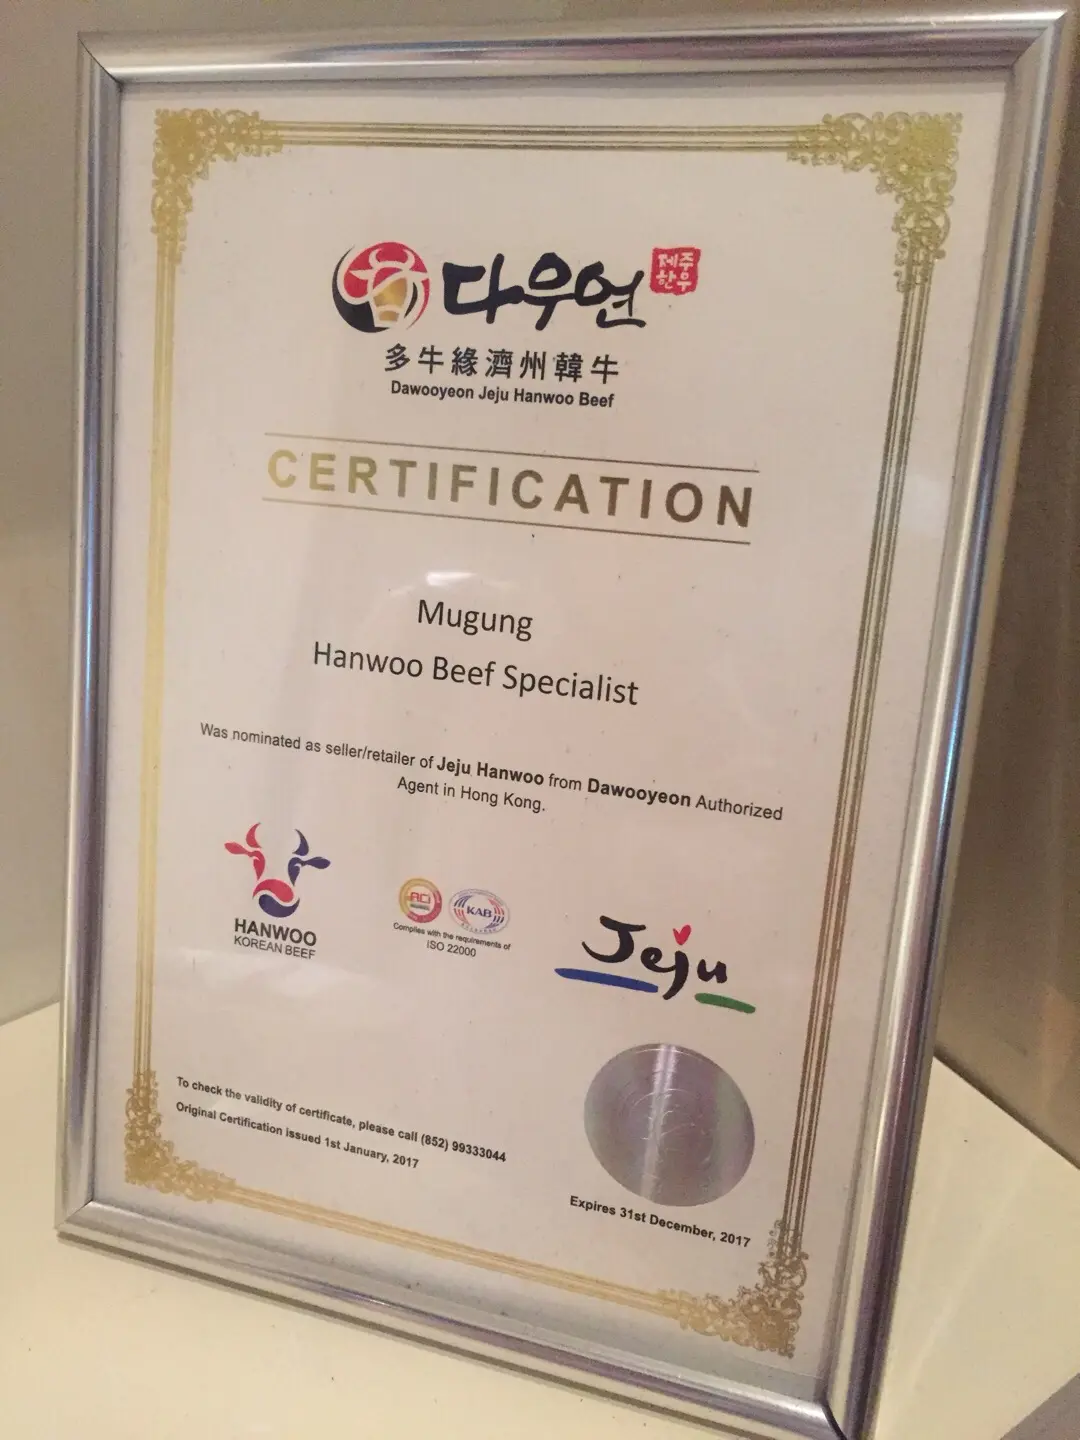 다우연
제주
한우
多牛緣濟州韓牛
Dawooyeon Jeju Hanwoo Beef
CERTIFICATION
Mugung
Hanwoo Beef Specialist
Was nominated as seller/retailer of Jeju Hanwoo from Dawooyeon Authorized
Agent in Hong Kong.
HANWOO
KOREAN BEEF
ACI
KAB
Complies with the requirements of
ISO 22000
Jeju
To check the validity of certificate, please call (852) 99333044
Original Certification issued 1st January, 2017
Expires 31st December, 2017